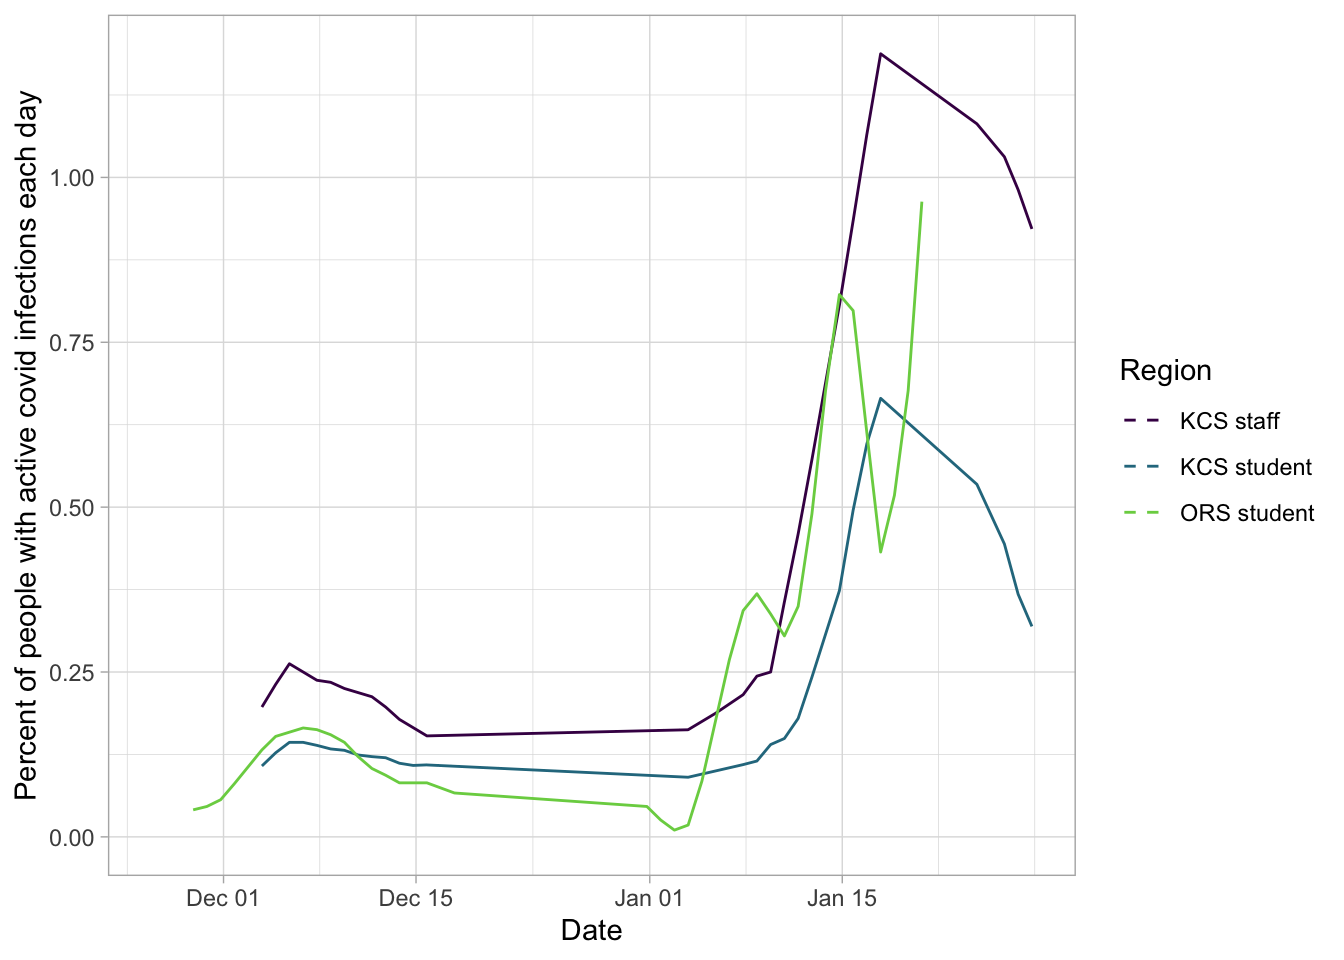 Percent of people with active covid infections each day
1.00
0.75
0.50
0.25
0.00
Dec 01
Dec 15
Jan 01
Jan 15
Date
Region
KCS staff
KCS student
ORS student